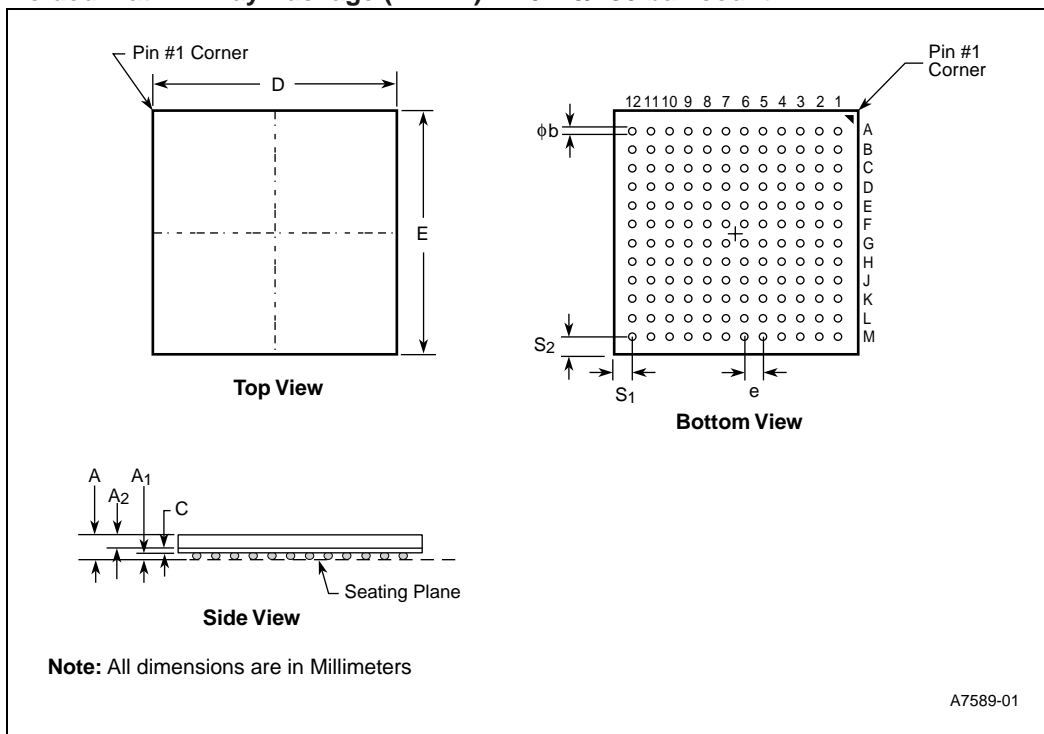 Pin #1 Corner
D
E
Top View
Pin #1
Corner
12 11 10 9 8 7 6 5 4 3 2 1
ϕb
A
B
C
D
E
F
G
H
J
K
L
M
S2
S1
e
Bottom View
A
A1
A2
C
Seating Plane
Side View
Note: All dimensions are in Millimeters
A7589-01